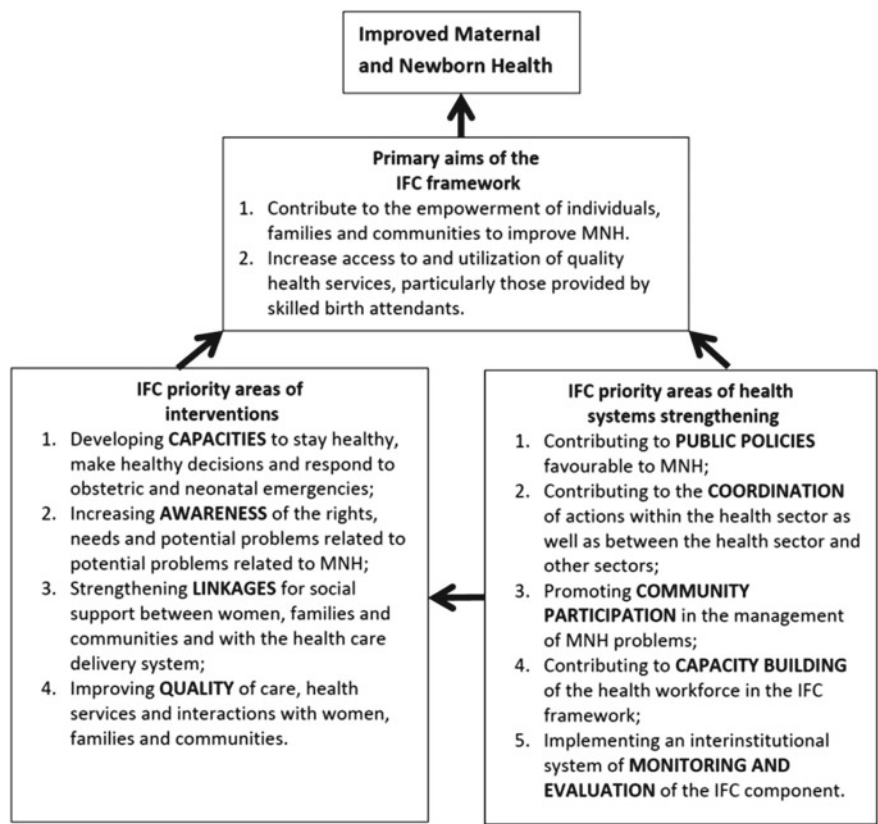 Improved Maternal
and Newborn Health
Primary aims of the
IFC framework
1. Contribute to the empowerment of individuals,
families and communities to improve MNH.
2. Increase access to and utilization of quality
health services, particularly those provided by
skilled birth attendants.
IFC priority areas of
interventions
1. Developing CAPACITIES to stay healthy,
make healthy decisions and respond to
obstetric and neonatal emergencies;
2. Increasing AWARENESS of the rights,
needs and potential problems related to
potential problems related to MNH;
3. Strengthening LINKAGES for social
support between women, families and
communities and with the health care
delivery system;
4. Improving QUALITY of care, health
services and interactions with women,
families and communities.
IFC priority areas of health
systems strengthening
1. Contributing to PUBLIC POLICIES
favourable to MNH;
2. Contributing to the COORDINATION
of actions within the health sector as
well as between the health sector and
other sectors;
3. Promoting COMMUNITY
PARTICIPATION in the management
of MNH problems;
4. Contributing to CAPACITY BUILDING
of the health workforce in the IFC
framework;
5. Implementing an interinstitutional
system of MONITORING AND
EVALUATION of the IFC component.